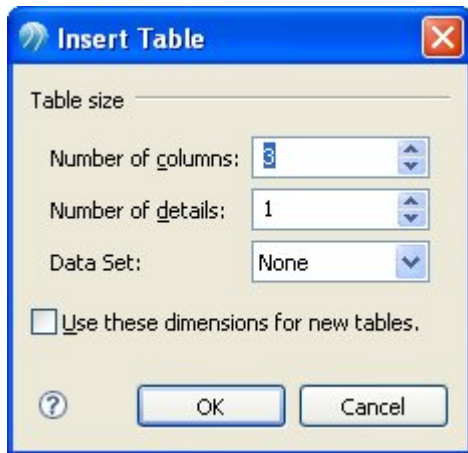 Insert Table
Table size
Number of columns: 3
Number of details: 1
Data Set: None
Use these dimensions for new tables.
? OK Cancel